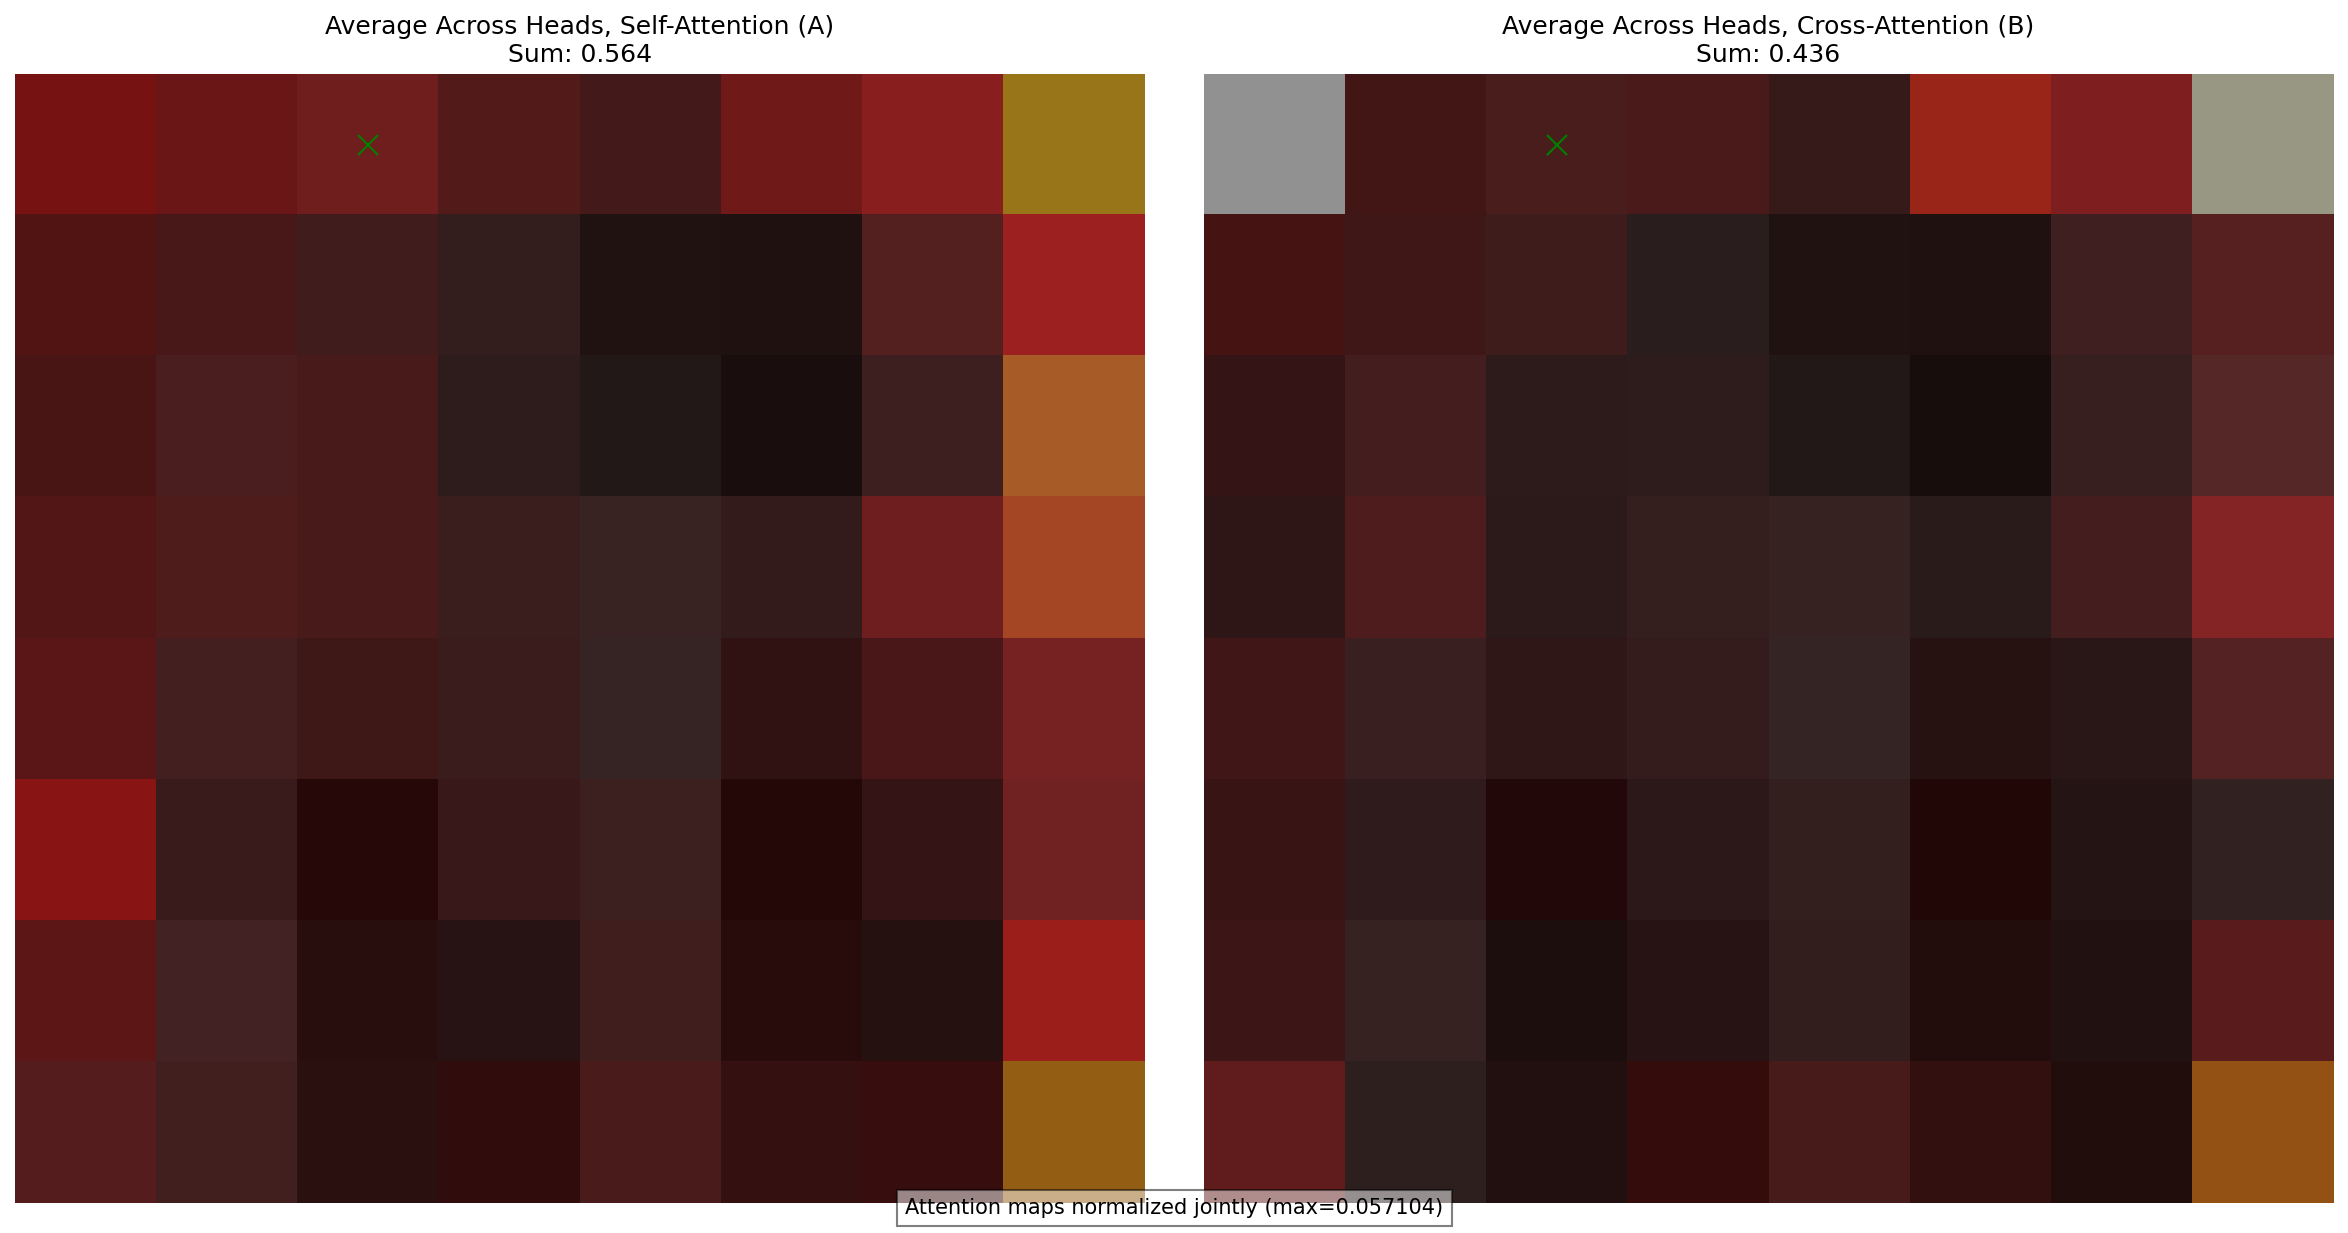 Average Across Heads, Self-Attention (A)
Sum: 0.564
Average Across Heads, Cross-Attention (B)
Sum: 0.436
Attention maps normalized jointly (max=0.057104)